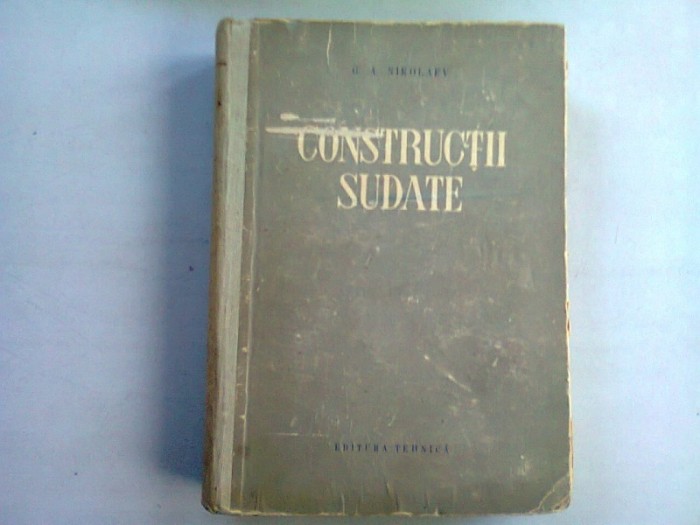 G. A. NIKOLAEV
CONSTRUCȚII
SUDATE
EDITURA TEHNICĂ